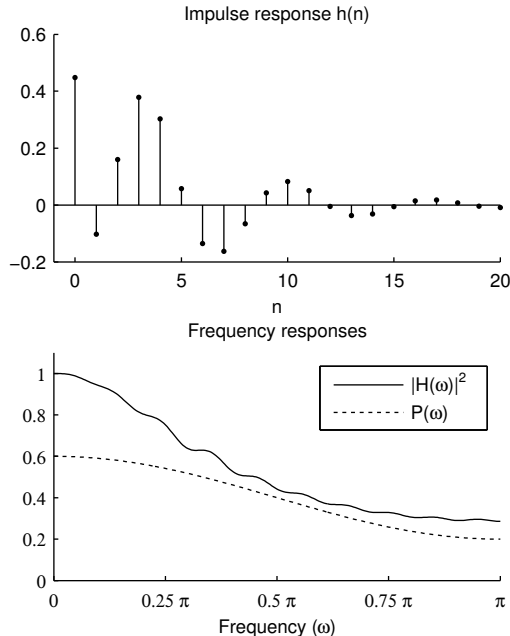 Impulse response h(n)
0.6
0.4
0.2
0
−0.2
0 5 10 15 20
n
Frequency responses
1
0.8
0.6
0.4
0.2
0
|H(ω)|²
P(ω)
0 0.25 π 0.5 π 0.75 π π
Frequency (ω)